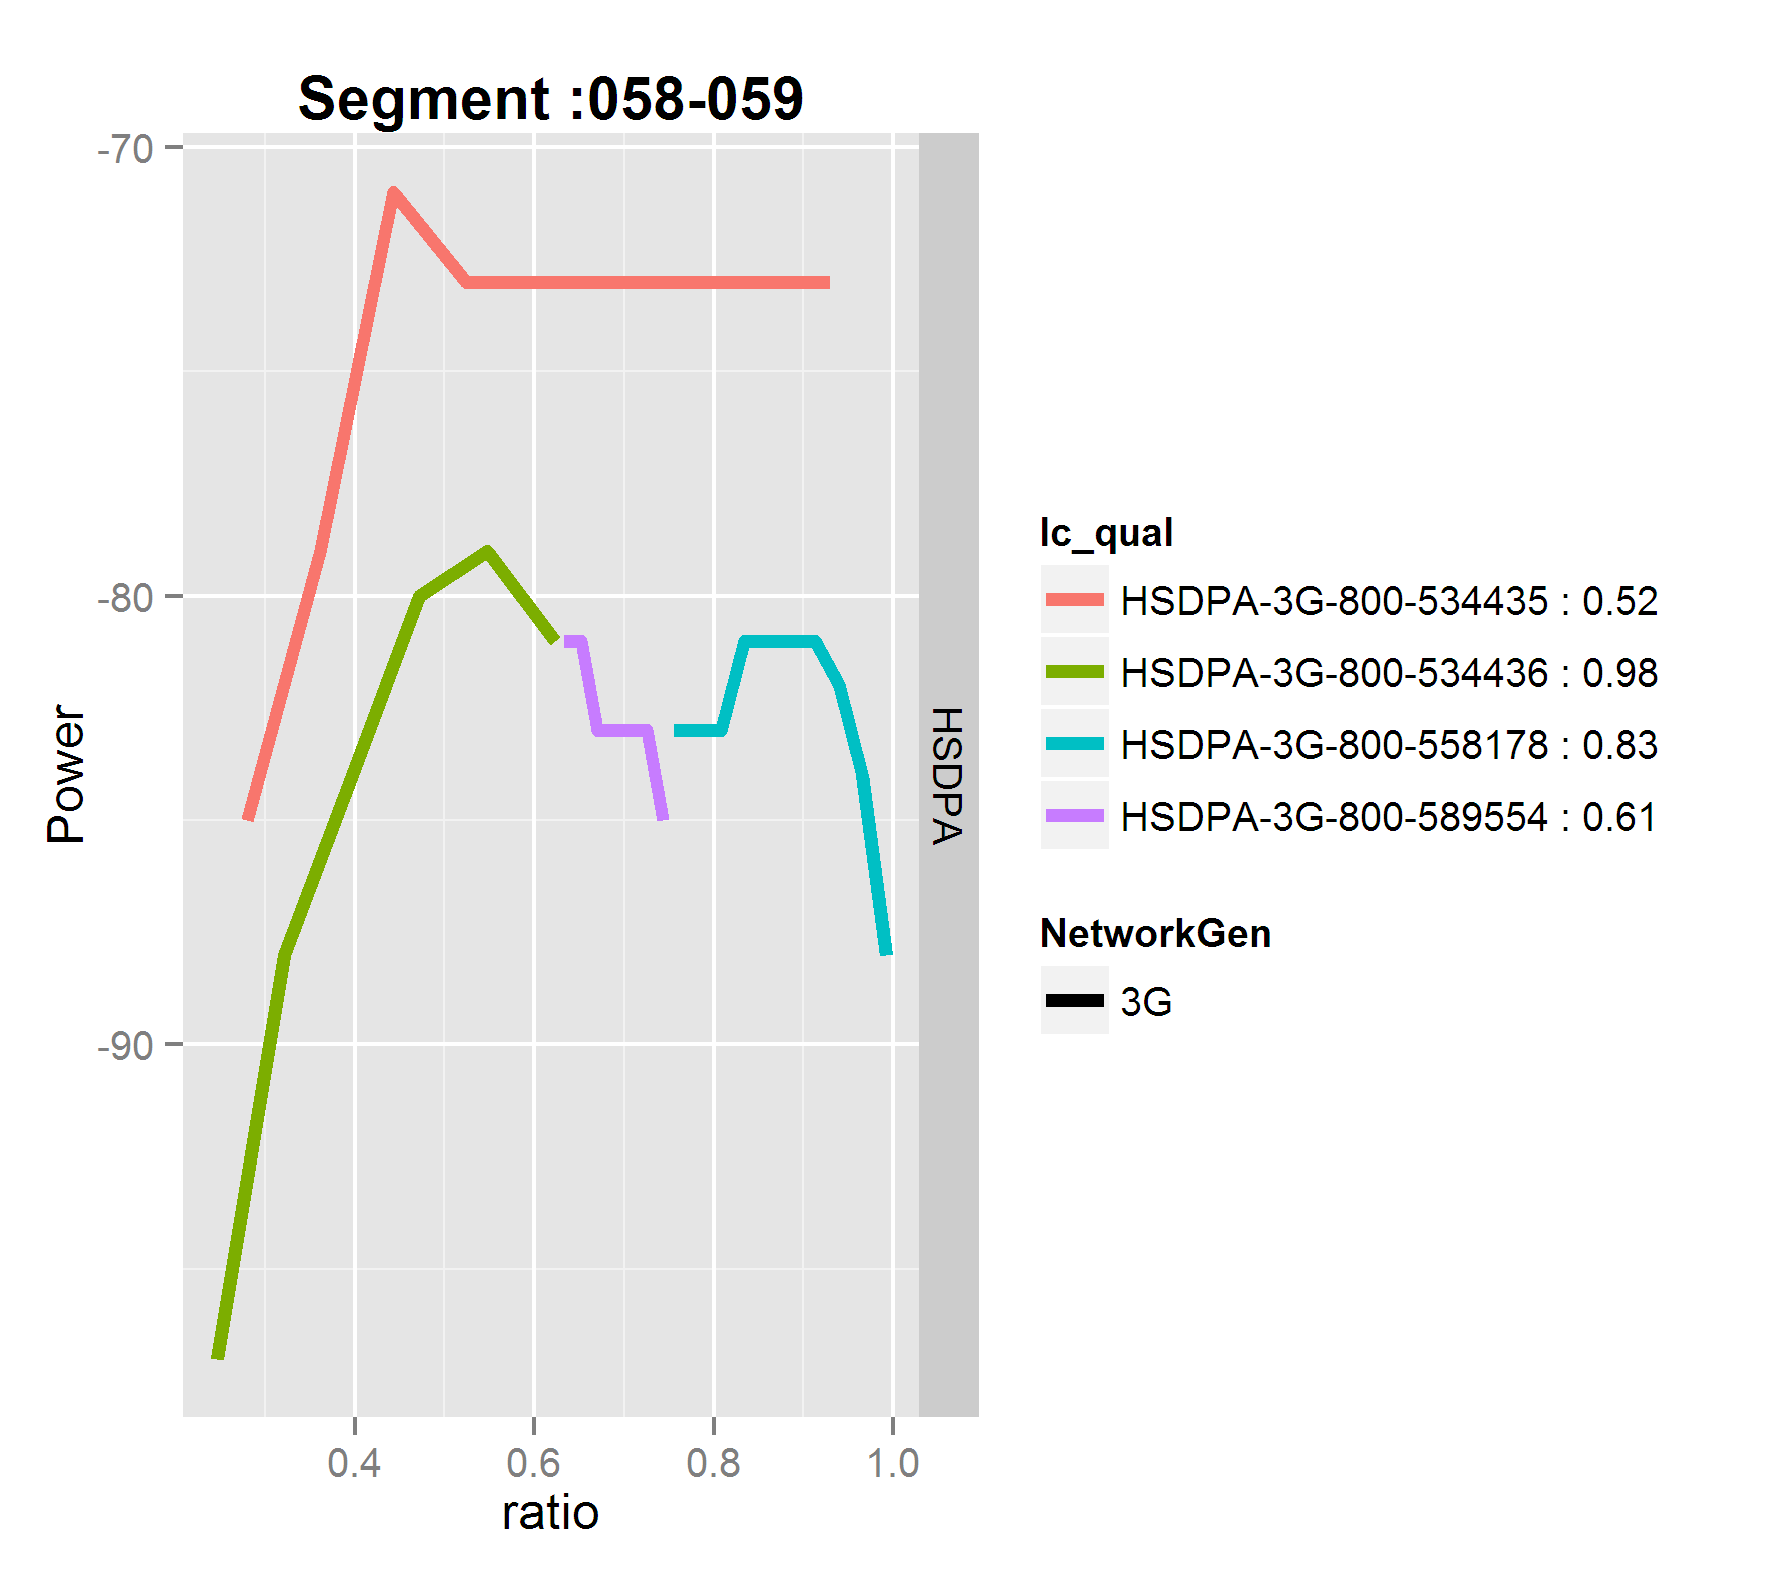 Segment :058-059
-70
-80
-90
Power
HSDPA
0.4 0.6 0.8 1.0
ratio
lc_qual
HSDPA-3G-800-534435 : 0.52
HSDPA-3G-800-534436 : 0.98
HSDPA-3G-800-558178 : 0.83
HSDPA-3G-800-589554 : 0.61
NetworkGen
3G